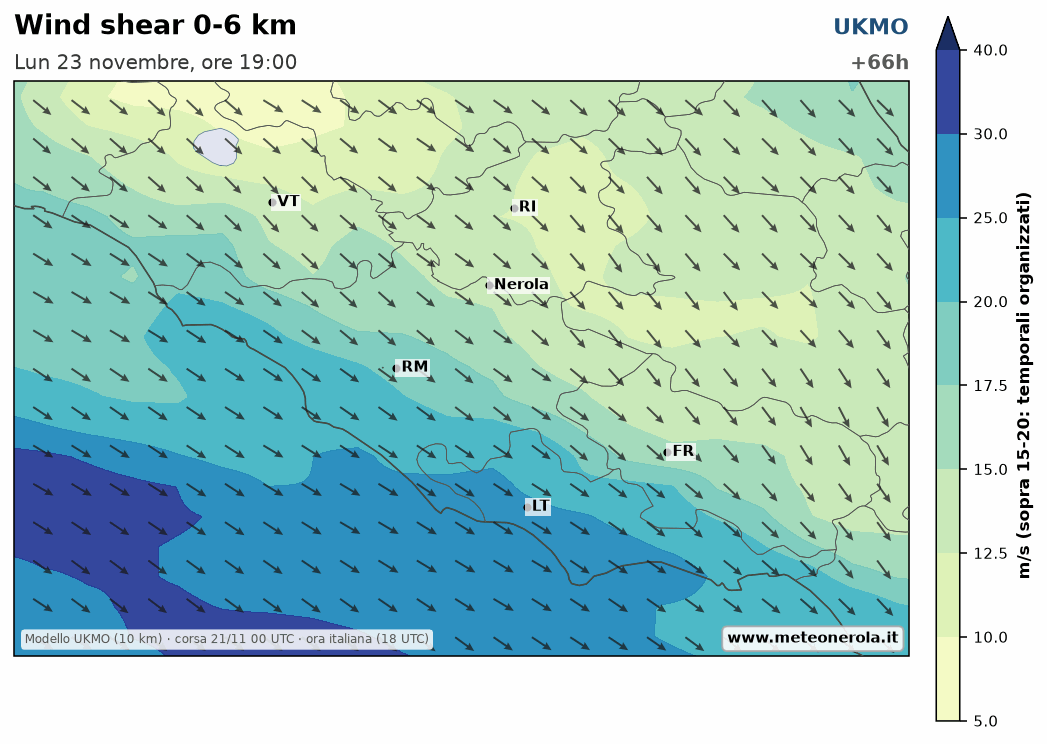 Wind shear 0-6 km
UKMO
Lun 23 novembre, ore 19:00
+66h
VT
RI
Nerola
RM
FR
LT
40.0
30.0
25.0
20.0
17.5
15.0
12.5
10.0
5.0
m/s (sopra 15-20: temporali organizzati)
Modello UKMO (10 km) · corsa 21/11 00 UTC · ora italiana (18 UTC)
www.meteonerola.it